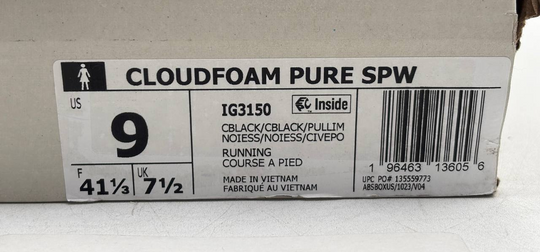 CLOUDFOAM PURE SPW
US
9
F
41⅓
UK
7½
IG3150
Inside
CBLACK/CBLACK/PULLIM
NOIESS/NOIESS/CIVEPO
RUNNING
COURSE A PIED
MADE IN VIETNAM
FABRIQUÉ AU VIETNAM
1 96463 13605 6
UPC PO# 135559773
ABSBOXUS/1023/V04